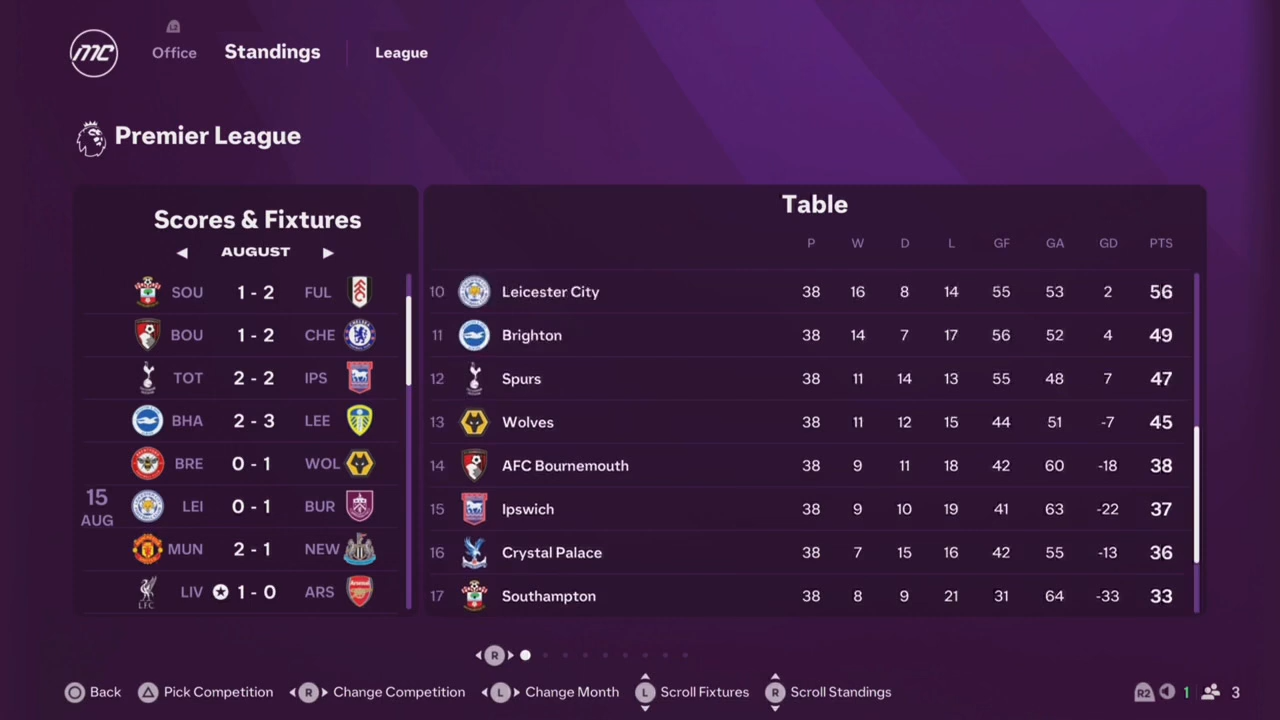 L2
MC
Office Standings League
Premier League
Scores & Fixtures
AUGUST
SOU 1 - 2 FUL
BOU 1 - 2 CHE
TOT 2 - 2 IPS
BHA 2 - 3 LEE
BRE 0 - 1 WOL
15 AUG
LEI 0 - 1 BUR
MUN 2 - 1 NEW
LIV 1 - 0 ARS
Table
P W D L GF GA GD PTS
10 Leicester City 38 16 8 14 55 53 2 56
11 Brighton 38 14 7 17 56 52 4 49
12 Spurs 38 11 14 13 55 48 7 47
13 Wolves 38 11 12 15 44 51 -7 45
14 AFC Bournemouth 38 9 11 18 42 60 -18 38
15 Ipswich 38 9 10 19 41 63 -22 37
16 Crystal Palace 38 7 15 16 42 55 -13 36
17 Southampton 38 8 9 21 31 64 -33 33
R
Back Pick Competition R Change Competition L Change Month L Scroll Fixtures R Scroll Standings R2 1 3